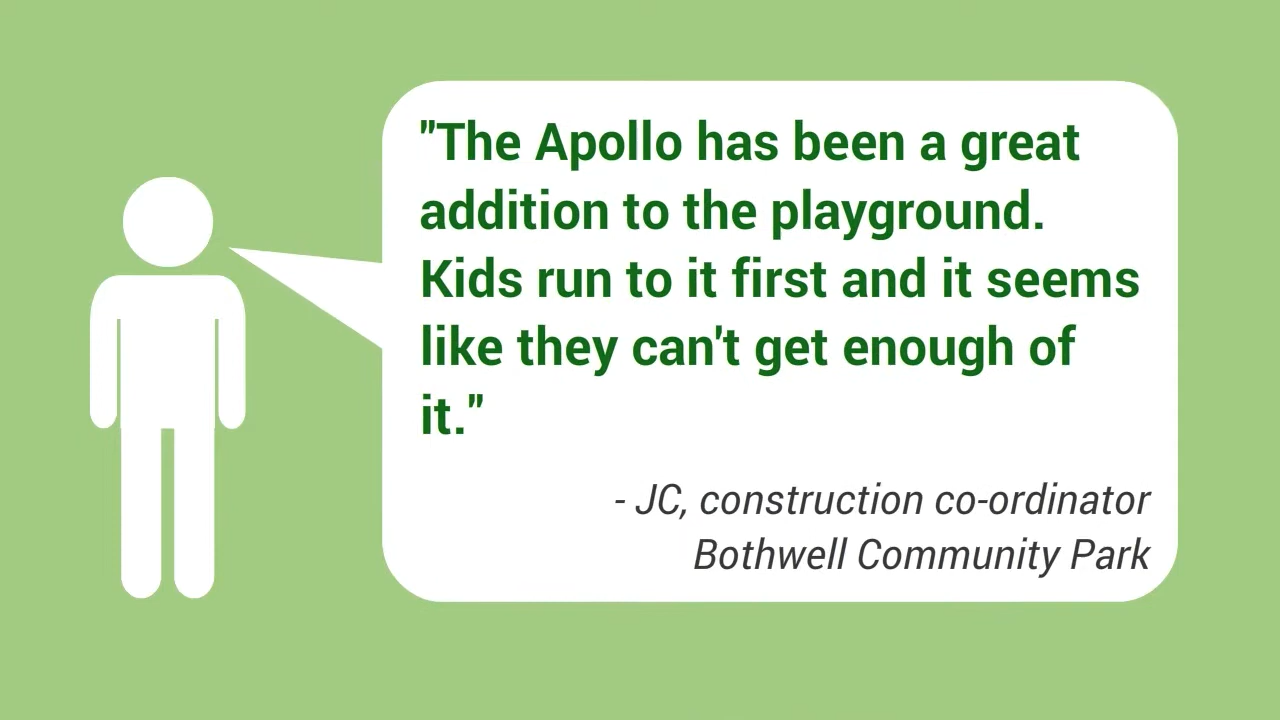 "The Apollo has been a great
addition to the playground.
Kids run to it first and it seems
like they can't get enough of
it."
- JC, construction co-ordinator
Bothwell Community Park